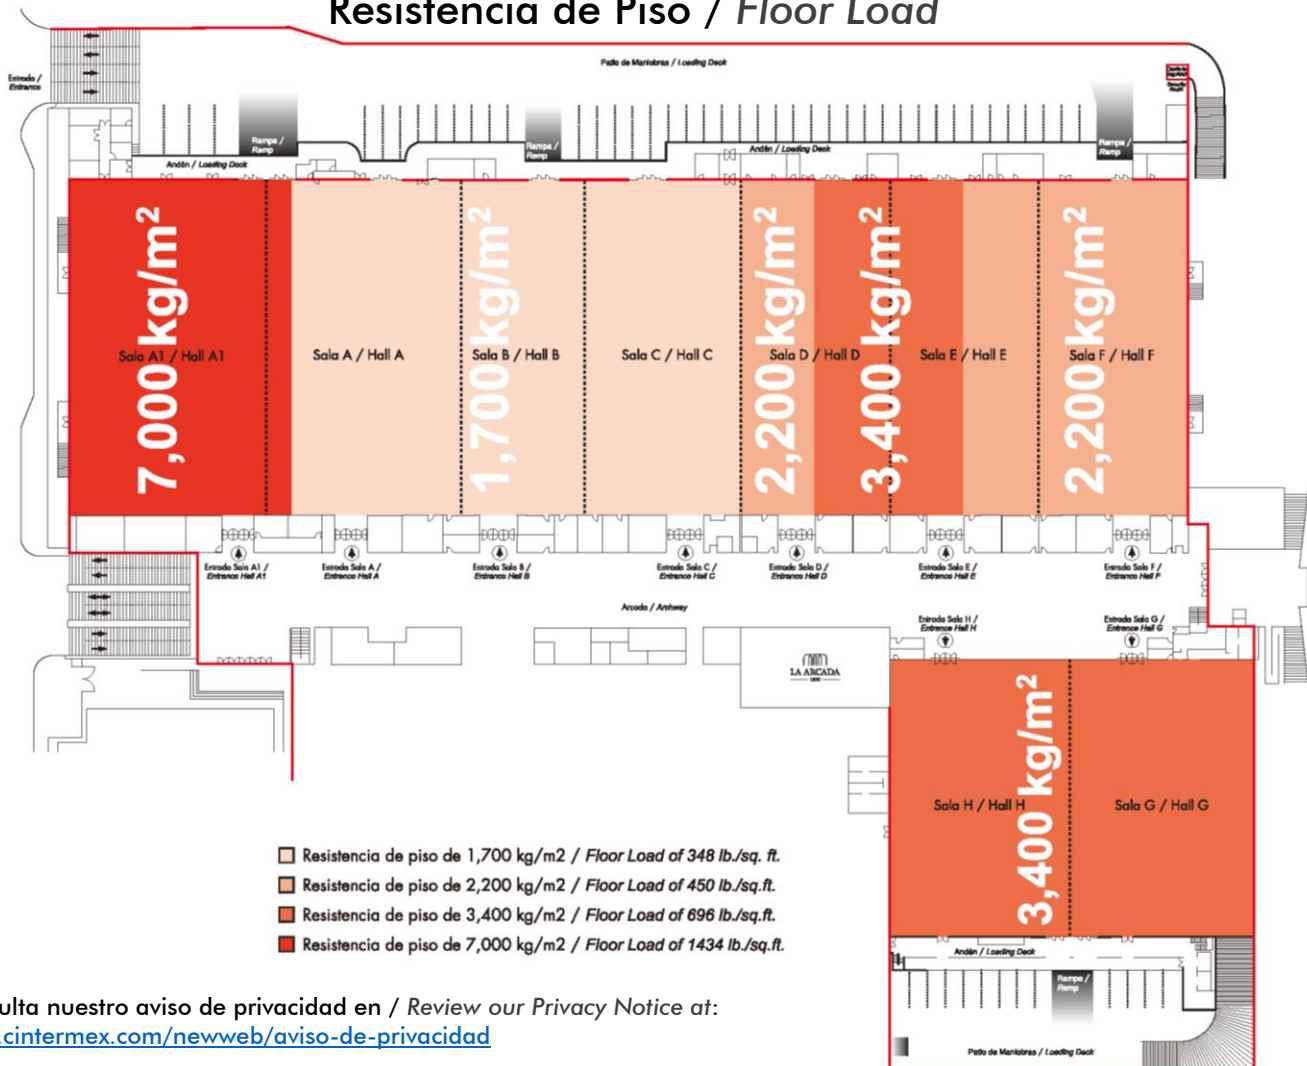 Resistencia de Piso / Floor Load
Patio de Maniobras / Loading Deck
Entrada /
Entrance
Rampa /
Ramp
Rampa /
Ramp
Rampa /
Ramp
Andén / Loading Deck
Andén / Loading Deck
7,000 kg/m²
1,700 kg/m²
2,200 kg/m²
3,400 kg/m²
2,200 kg/m²
Sala A1 / Hall A1
Sala A / Hall A
Sala B / Hall B
Sala C / Hall C
Sala D / Hall D
Sala E / Hall E
Sala F / Hall F
Entrada Sala A1 /
Entrance Hall A1
Entrada Sala A /
Entrance Hall A
Entrada Sala B /
Entrance Hall B
Entrada Sala C /
Entrance Hall C
Entrada Sala D /
Entrance Hall D
Entrada Sala E /
Entrance Hall E
Entrada Sala F /
Entrance Hall F
Arcada / Archway
Entrada Sala H /
Entrance Hall H
Entrada Sala G /
Entrance Hall G
LA ARCADA
3,400 kg/m²
Sala H / Hall H
Sala G / Hall G
Resistencia de piso de 1,700 kg/m2 / Floor Load of 348 lb./sq. ft.
Resistencia de piso de 2,200 kg/m2 / Floor Load of 450 lb./sq.ft.
Resistencia de piso de 3,400 kg/m2 / Floor Load of 696 lb./sq.ft.
Resistencia de piso de 7,000 kg/m2 / Floor Load of 1434 lb./sq.ft.
Andén / Loading Deck
Rampa /
Ramp
Patio de Maniobras / Loading Deck
ulta nuestro aviso de privacidad en / Review our Privacy Notice at:
.cintermex.com/newweb/aviso-de-privacidad